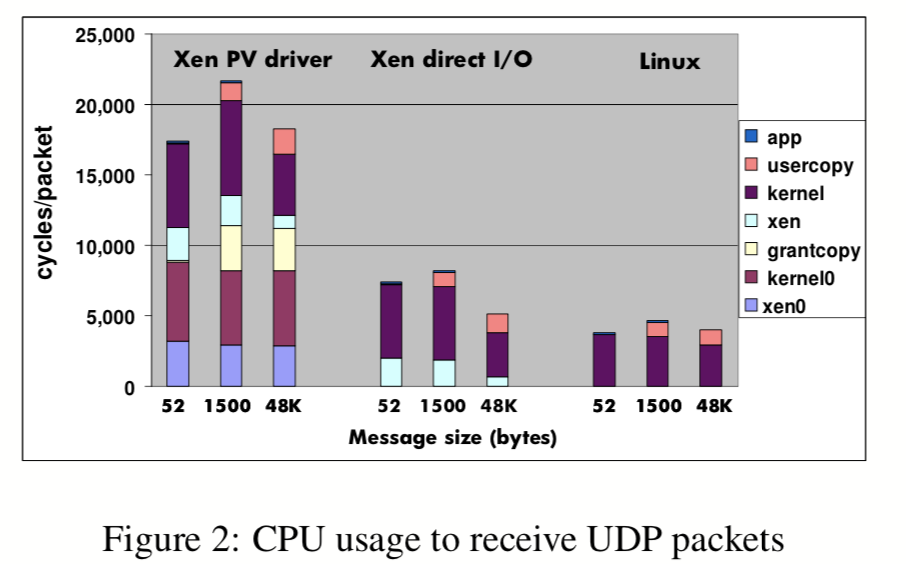 25,000
20,000
15,000
10,000
5,000
0
cycles/packet
Xen PV driver Xen direct I/O Linux
app
usercopy
kernel
xen
grantcopy
kernel0
xen0
52 1500 48K 52 1500 48K 52 1500 48K
Message size (bytes)
Figure 2: CPU usage to receive UDP packets